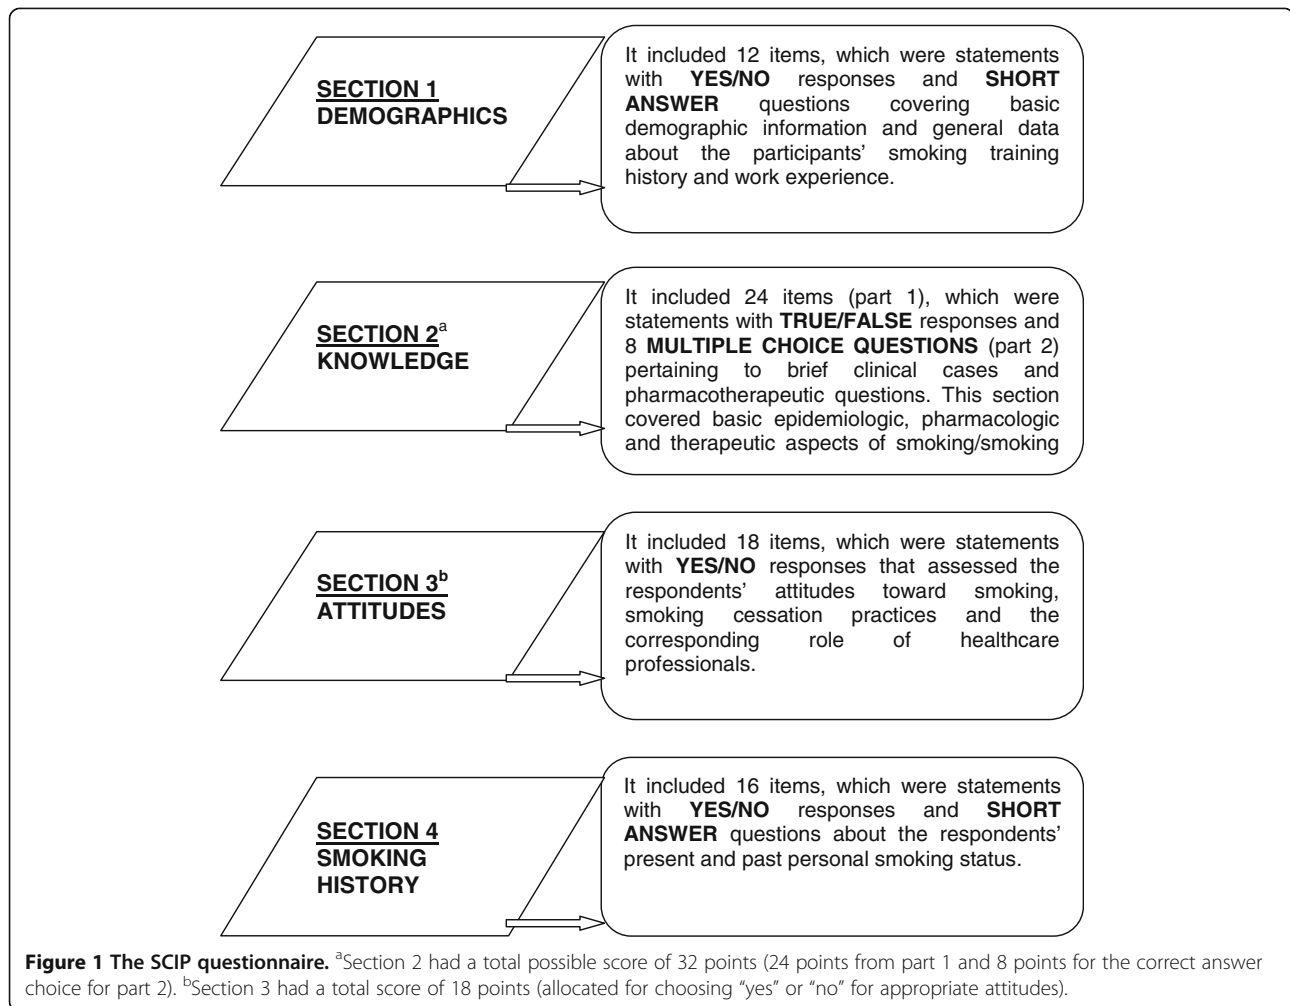 SECTION 1
DEMOGRAPHICS
It included 12 items, which were statements
with YES/NO responses and SHORT
ANSWER questions covering basic
demographic information and general data
about the participants’ smoking training
history and work experience.
SECTION 2a
KNOWLEDGE
It included 24 items (part 1), which were
statements with TRUE/FALSE responses and
8 MULTIPLE CHOICE QUESTIONS (part 2)
pertaining to brief clinical cases and
pharmacotherapeutic questions. This section
covered basic epidemiologic, pharmacologic
and therapeutic aspects of smoking/smoking
SECTION 3b
ATTITUDES
It included 18 items, which were statements
with YES/NO responses that assessed the
respondents’ attitudes toward smoking,
smoking cessation practices and the
corresponding role of healthcare
professionals.
SECTION 4
SMOKING
HISTORY
It included 16 items, which were statements
with YES/NO responses and SHORT
ANSWER questions about the respondents’
present and past personal smoking status.
Figure 1 The SCIP questionnaire. aSection 2 had a total possible score of 32 points (24 points from part 1 and 8 points for the correct answer
choice for part 2). bSection 3 had a total score of 18 points (allocated for choosing “yes” or “no” for appropriate attitudes).